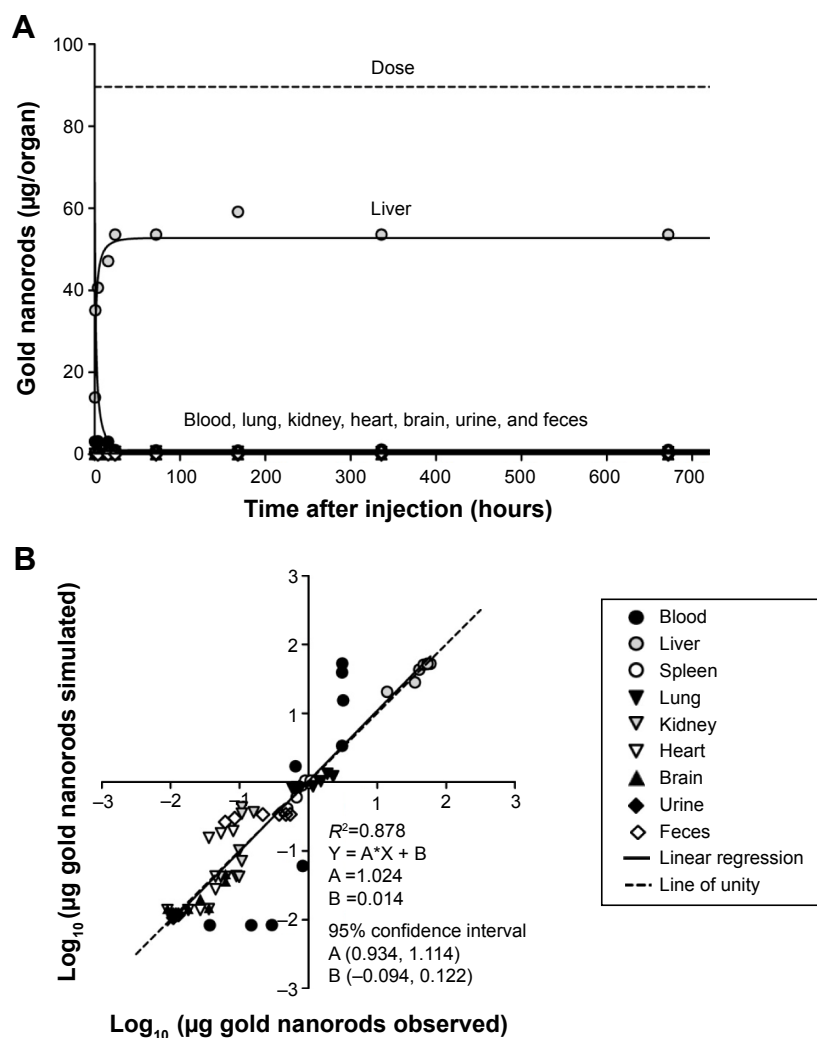 A
Gold nanorods (µg/organ)
100
80
60
40
20
0
Dose
Liver
Blood, lung, kidney, heart, brain, urine, and feces
0 100 200 300 400 500 600 700
Time after injection (hours)
B
Log10 (µg gold nanorods simulated)
3
2
1
–3 –2 –1 0 1 2 3
–1
–2
–3
R²=0.878
Y = A*X + B
A =1.024
B =0.014
95% confidence interval
A (0.934, 1.114)
B (–0.094, 0.122)
Log10 (µg gold nanorods observed)
Blood
Liver
Spleen
Lung
Kidney
Heart
Brain
Urine
Feces
Linear regression
Line of unity